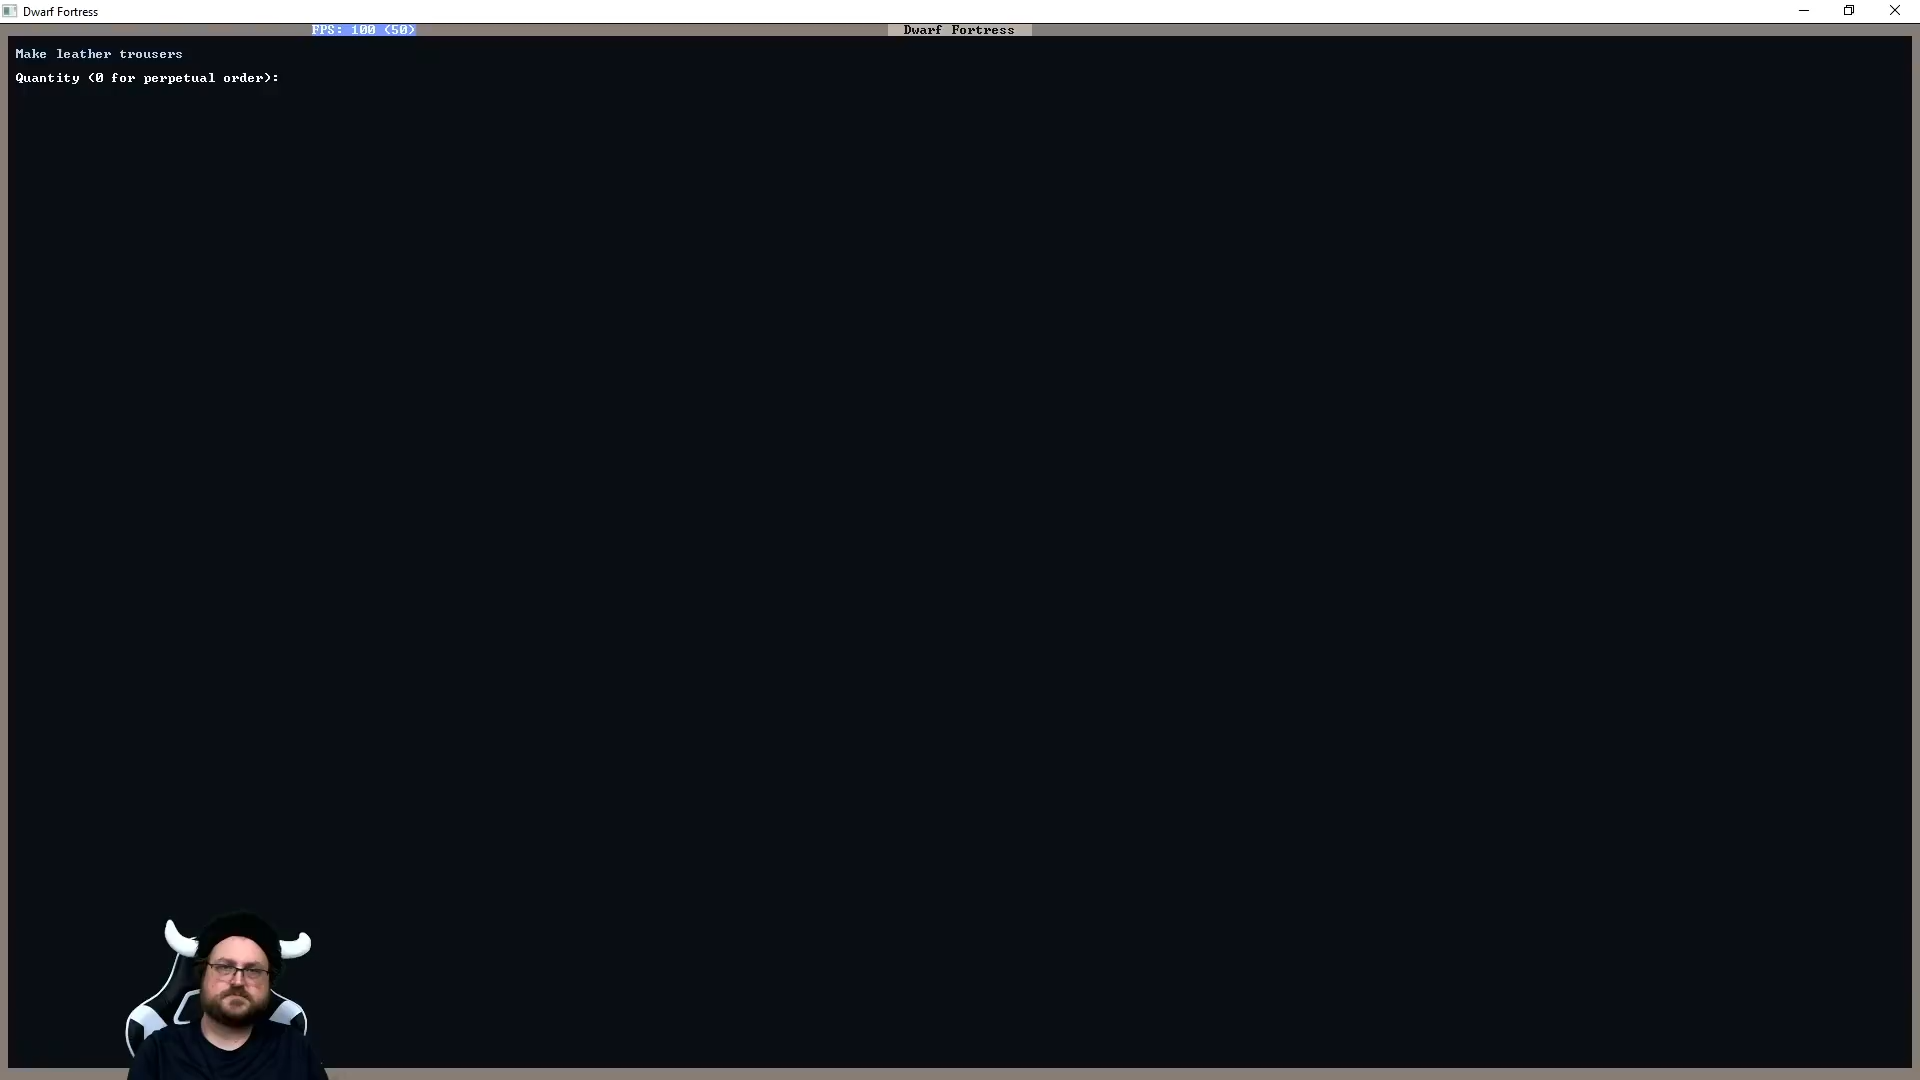 Dwarf Fortress
FPS: 100 (50)
Dwarf Fortress
Make leather trousers
Quantity (0 for perpetual order):